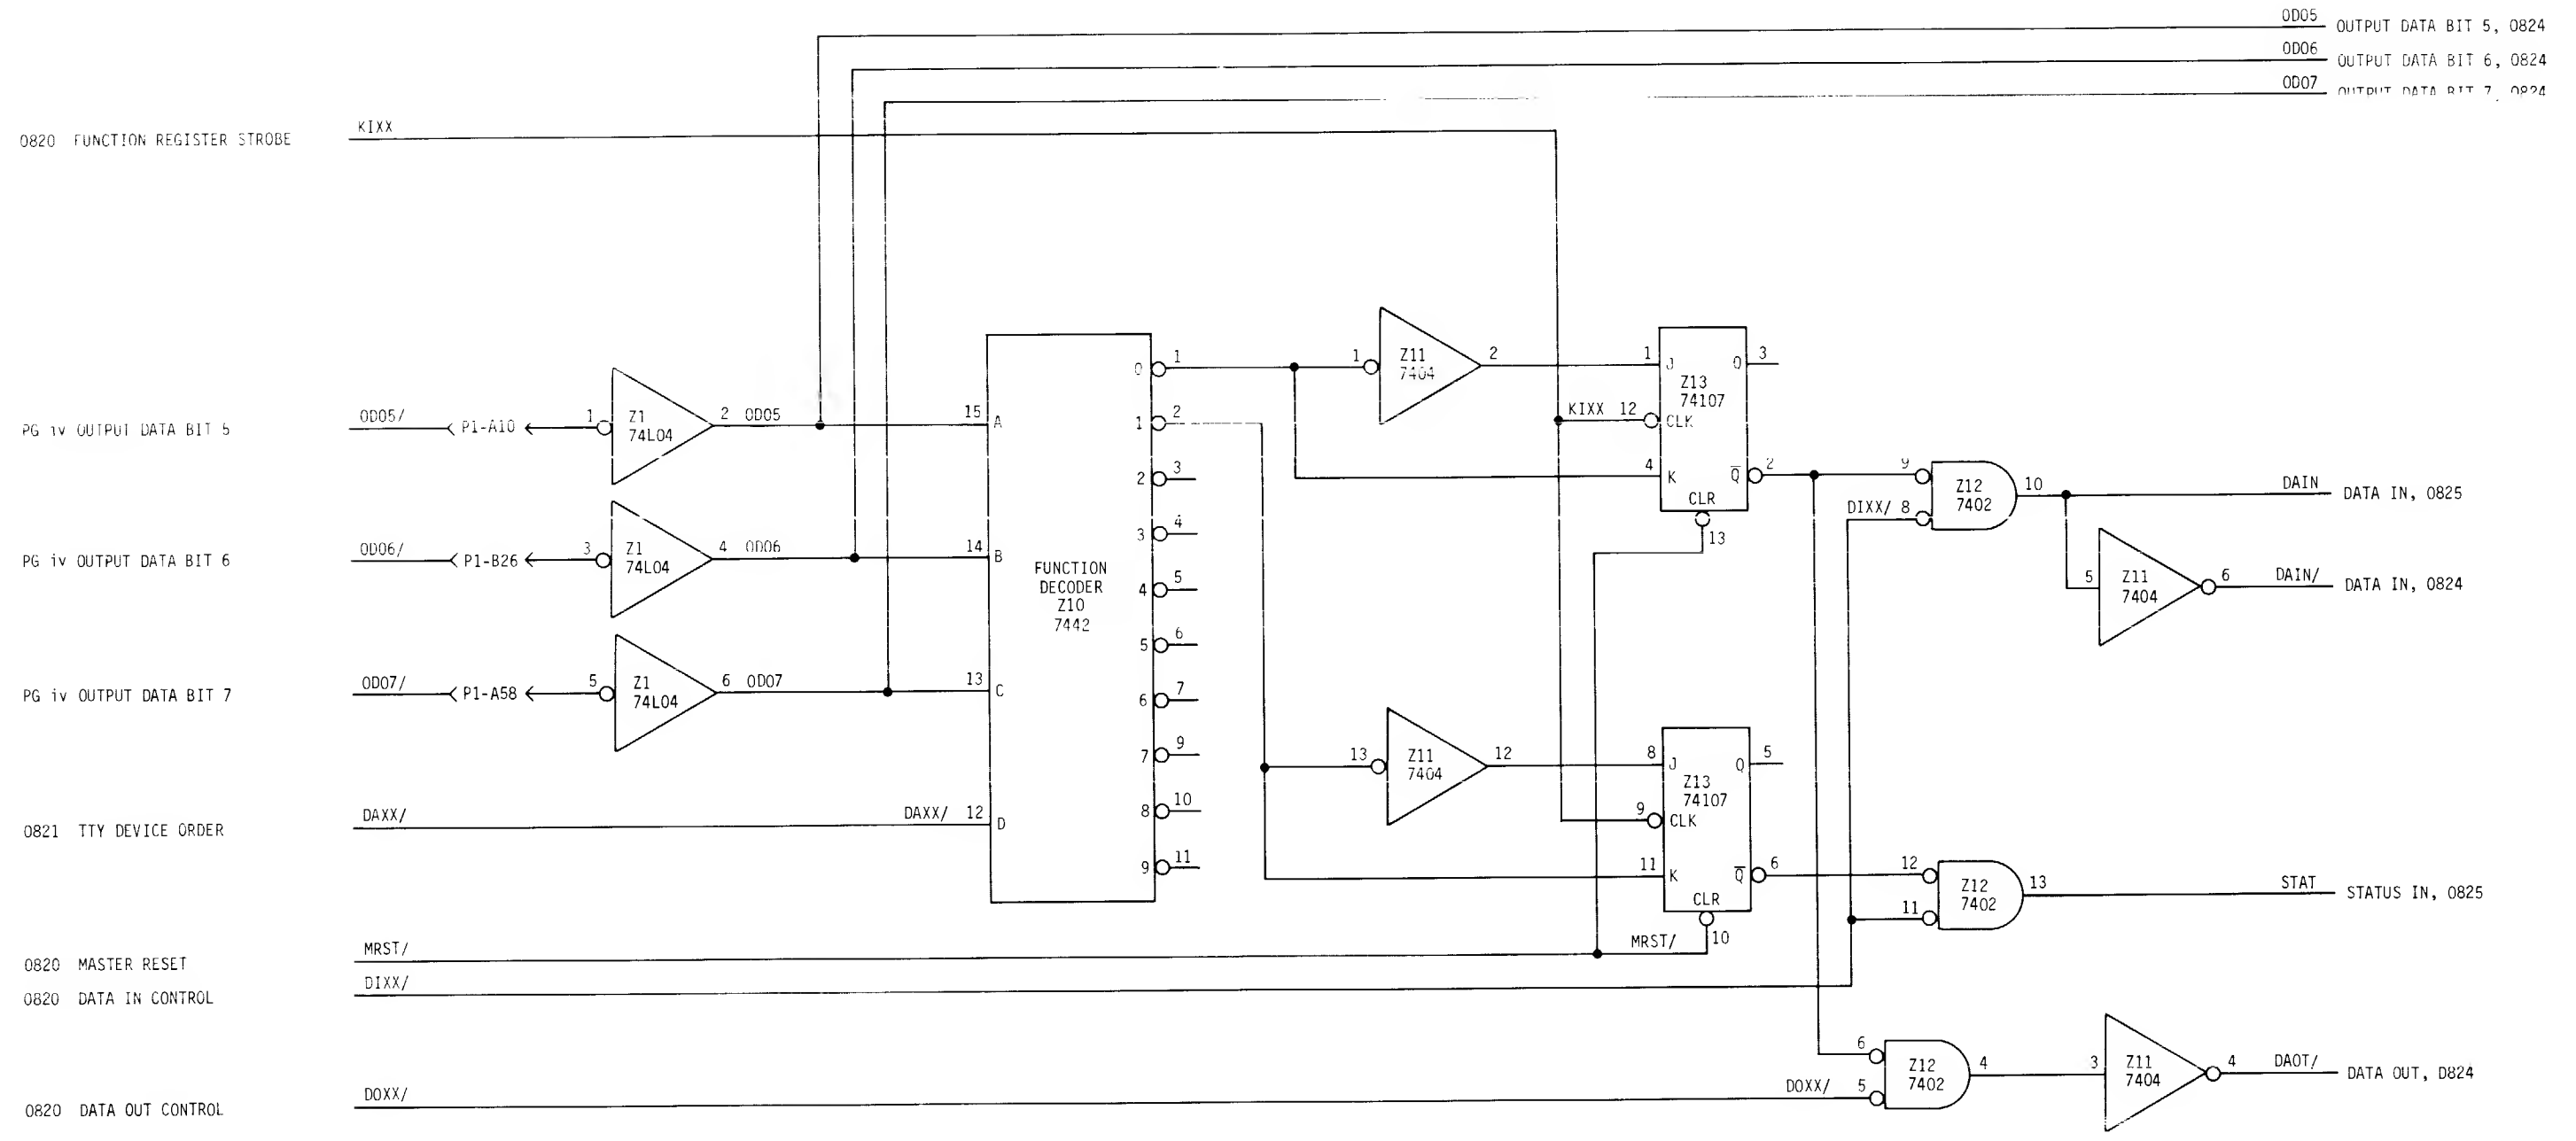 OD05 OUTPUT DATA BIT 5, 0824
OD06 OUTPUT DATA BIT 6, 0824
OD07 OUTPUT DATA BIT 7, 0824
0820 FUNCTION REGISTER STROBE KIXX
PG iv OUTPUT DATA BIT 5 OD05/ P1-A10 1 Z1 74L04 2 OD05 15 A
PG iv OUTPUT DATA BIT 6 OD06/ P1-B26 3 Z1 74L04 4 OD06 14 B
PG iv OUTPUT DATA BIT 7 OD07/ P1-A58 5 Z1 74L04 6 OD07 13 C
0821 TTY DEVICE ORDER DAXX/ DAXX/ 12 D
FUNCTION
DECODER
Z10
7442
0 1
1 2
2 3
3 4
4 5
5 6
6 7
7 9
8 10
9 11
1 Z11 7404 2
1 J Q 3
Z13
74107
KIXX 12 CLK
4 K Q 2
CLR
13
13 Z11 7404 12
8 J Q 5
Z13
74107
9 CLK
11 K Q 6
CLR
MRST/ 10
9 Z12 7402 10 DAIN DATA IN, 0825
DIXX/ 8
5 Z11 7404 6 DAIN/ DATA IN, 0824
12 Z12 7402 13 STAT STATUS IN, 0825
11
0820 MASTER RESET MRST/
0820 DATA IN CONTROL DIXX/
0820 DATA OUT CONTROL DOXX/
6 Z12 7402 4
DOXX/ 5
3 Z11 7404 4 DAOT/ DATA OUT, D824